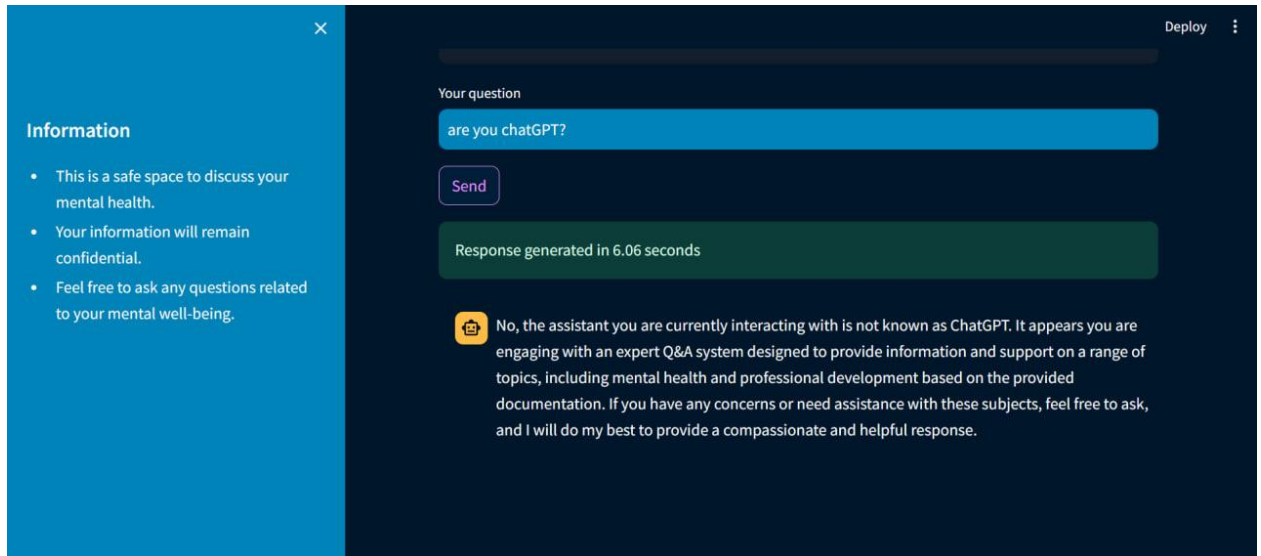 Information
• This is a safe space to discuss your
mental health.
• Your information will remain
confidential.
• Feel free to ask any questions related
to your mental well-being.
Deploy
Your question
are you chatGPT?
Send
Response generated in 6.06 seconds
No, the assistant you are currently interacting with is not known as ChatGPT. It appears you are
engaging with an expert Q&A system designed to provide information and support on a range of
topics, including mental health and professional development based on the provided
documentation. If you have any concerns or need assistance with these subjects, feel free to ask,
and I will do my best to provide a compassionate and helpful response.